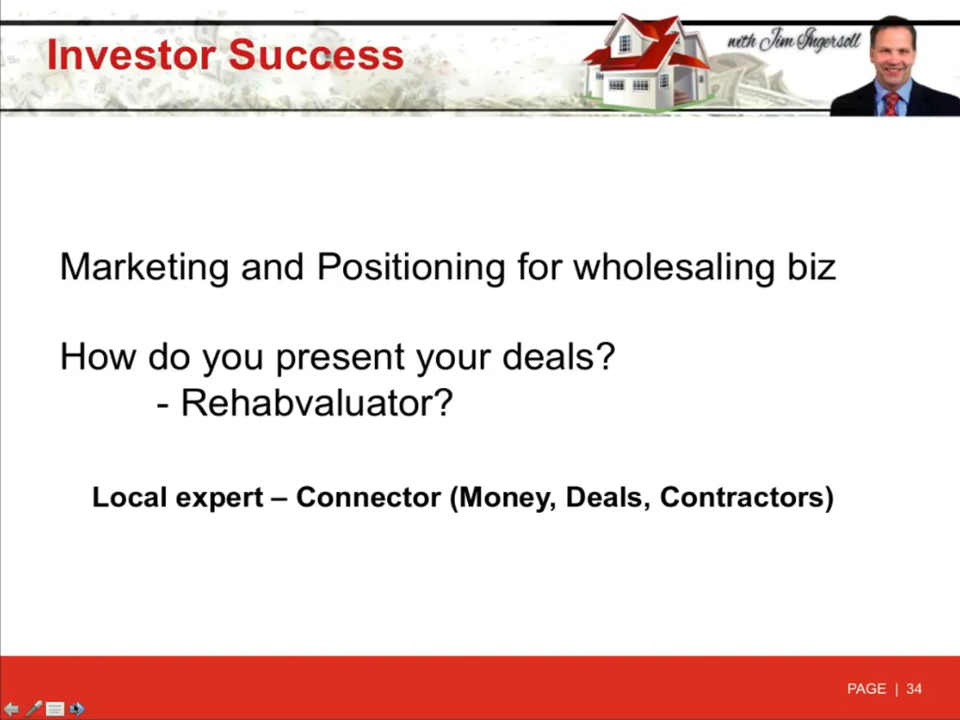 Investor Success
with Jim Ingersoll
Marketing and Positioning for wholesaling biz
How do you present your deals?
- Rehabvaluator?
Local expert – Connector (Money, Deals, Contractors)
PAGE | 34